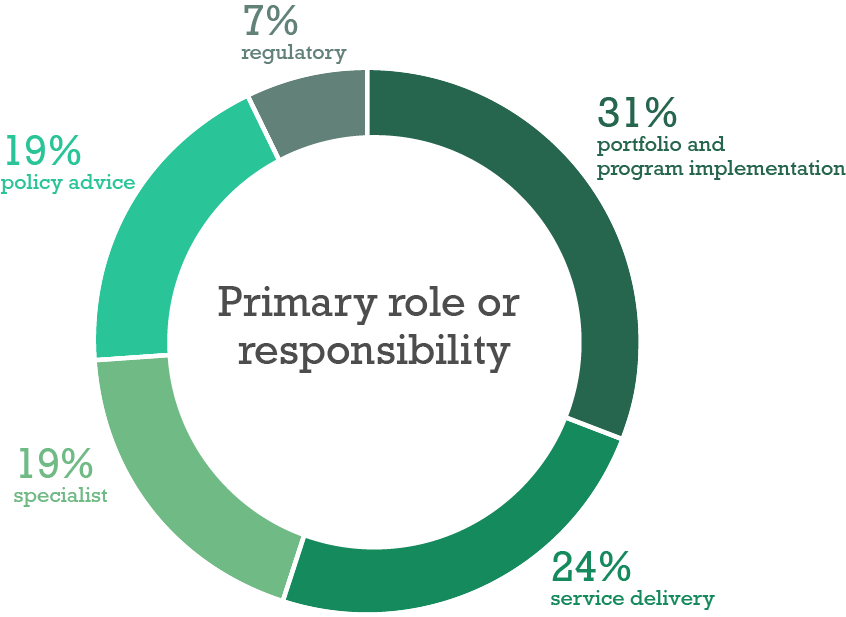 7%
regulatory
31%
portfolio and
program implementation
19%
policy advice
Primary role or
responsibility
19%
specialist
24%
service delivery